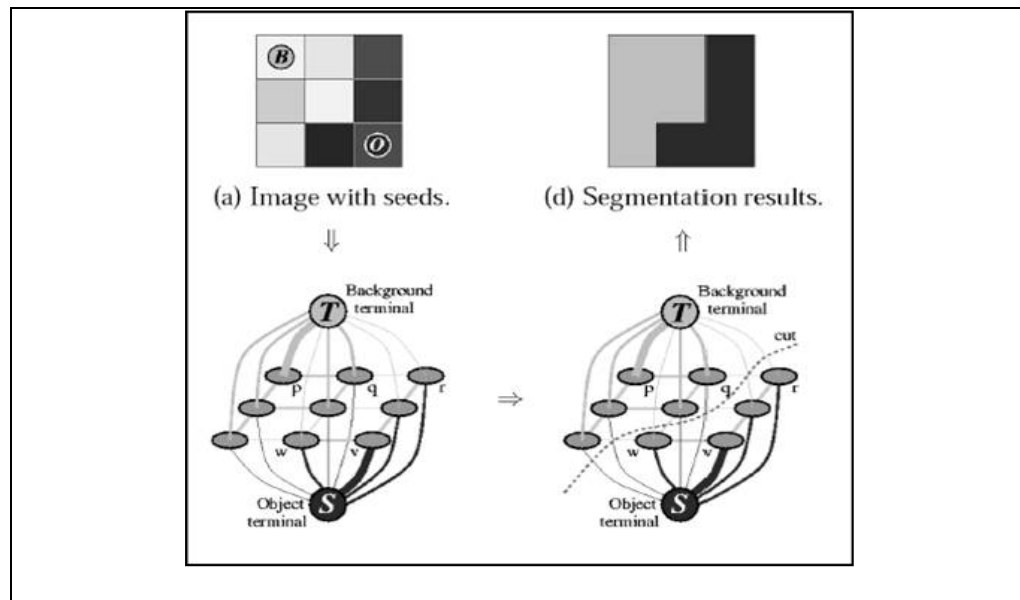 B
O
(a) Image with seeds.
(d) Segmentation results.
⇓
⇑
Background
terminal
T
p
q
r
w
v
Object
terminal
S
⇒
Background
terminal
T
cut
p
q
r
w
v
Object
terminal
S